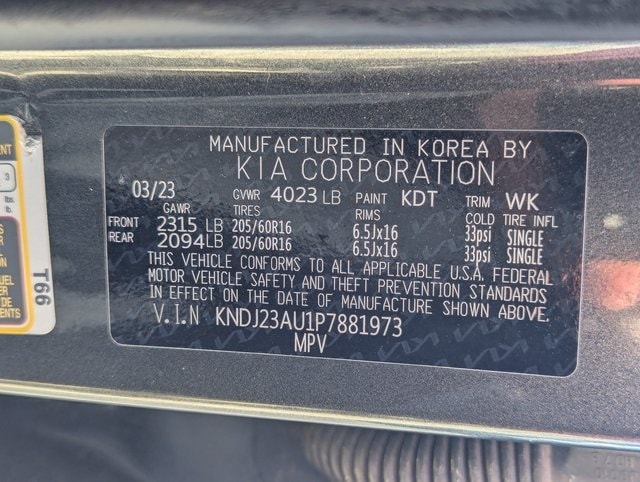 MANUFACTURED IN KOREA BY
KIA CORPORATION
03/23 GVWR 4023 LB PAINT KDT TRIM WK
GAWR TIRES RIMS COLD TIRE INFL
FRONT 2315 LB 205/60R16 6.5Jx16 33psi SINGLE
REAR 2094 LB 205/60R16 6.5Jx16 33psi SINGLE
THIS VEHICLE CONFORMS TO ALL APPLICABLE U.S.A. FEDERAL
MOTOR VEHICLE SAFETY AND THEFT PREVENTION STANDARDS
IN EFFECT ON THE DATE OF MANUFACTURE SHOWN ABOVE.
V.I.N KNDJ23AU1P7881973
MPV
T66
3
lbs.